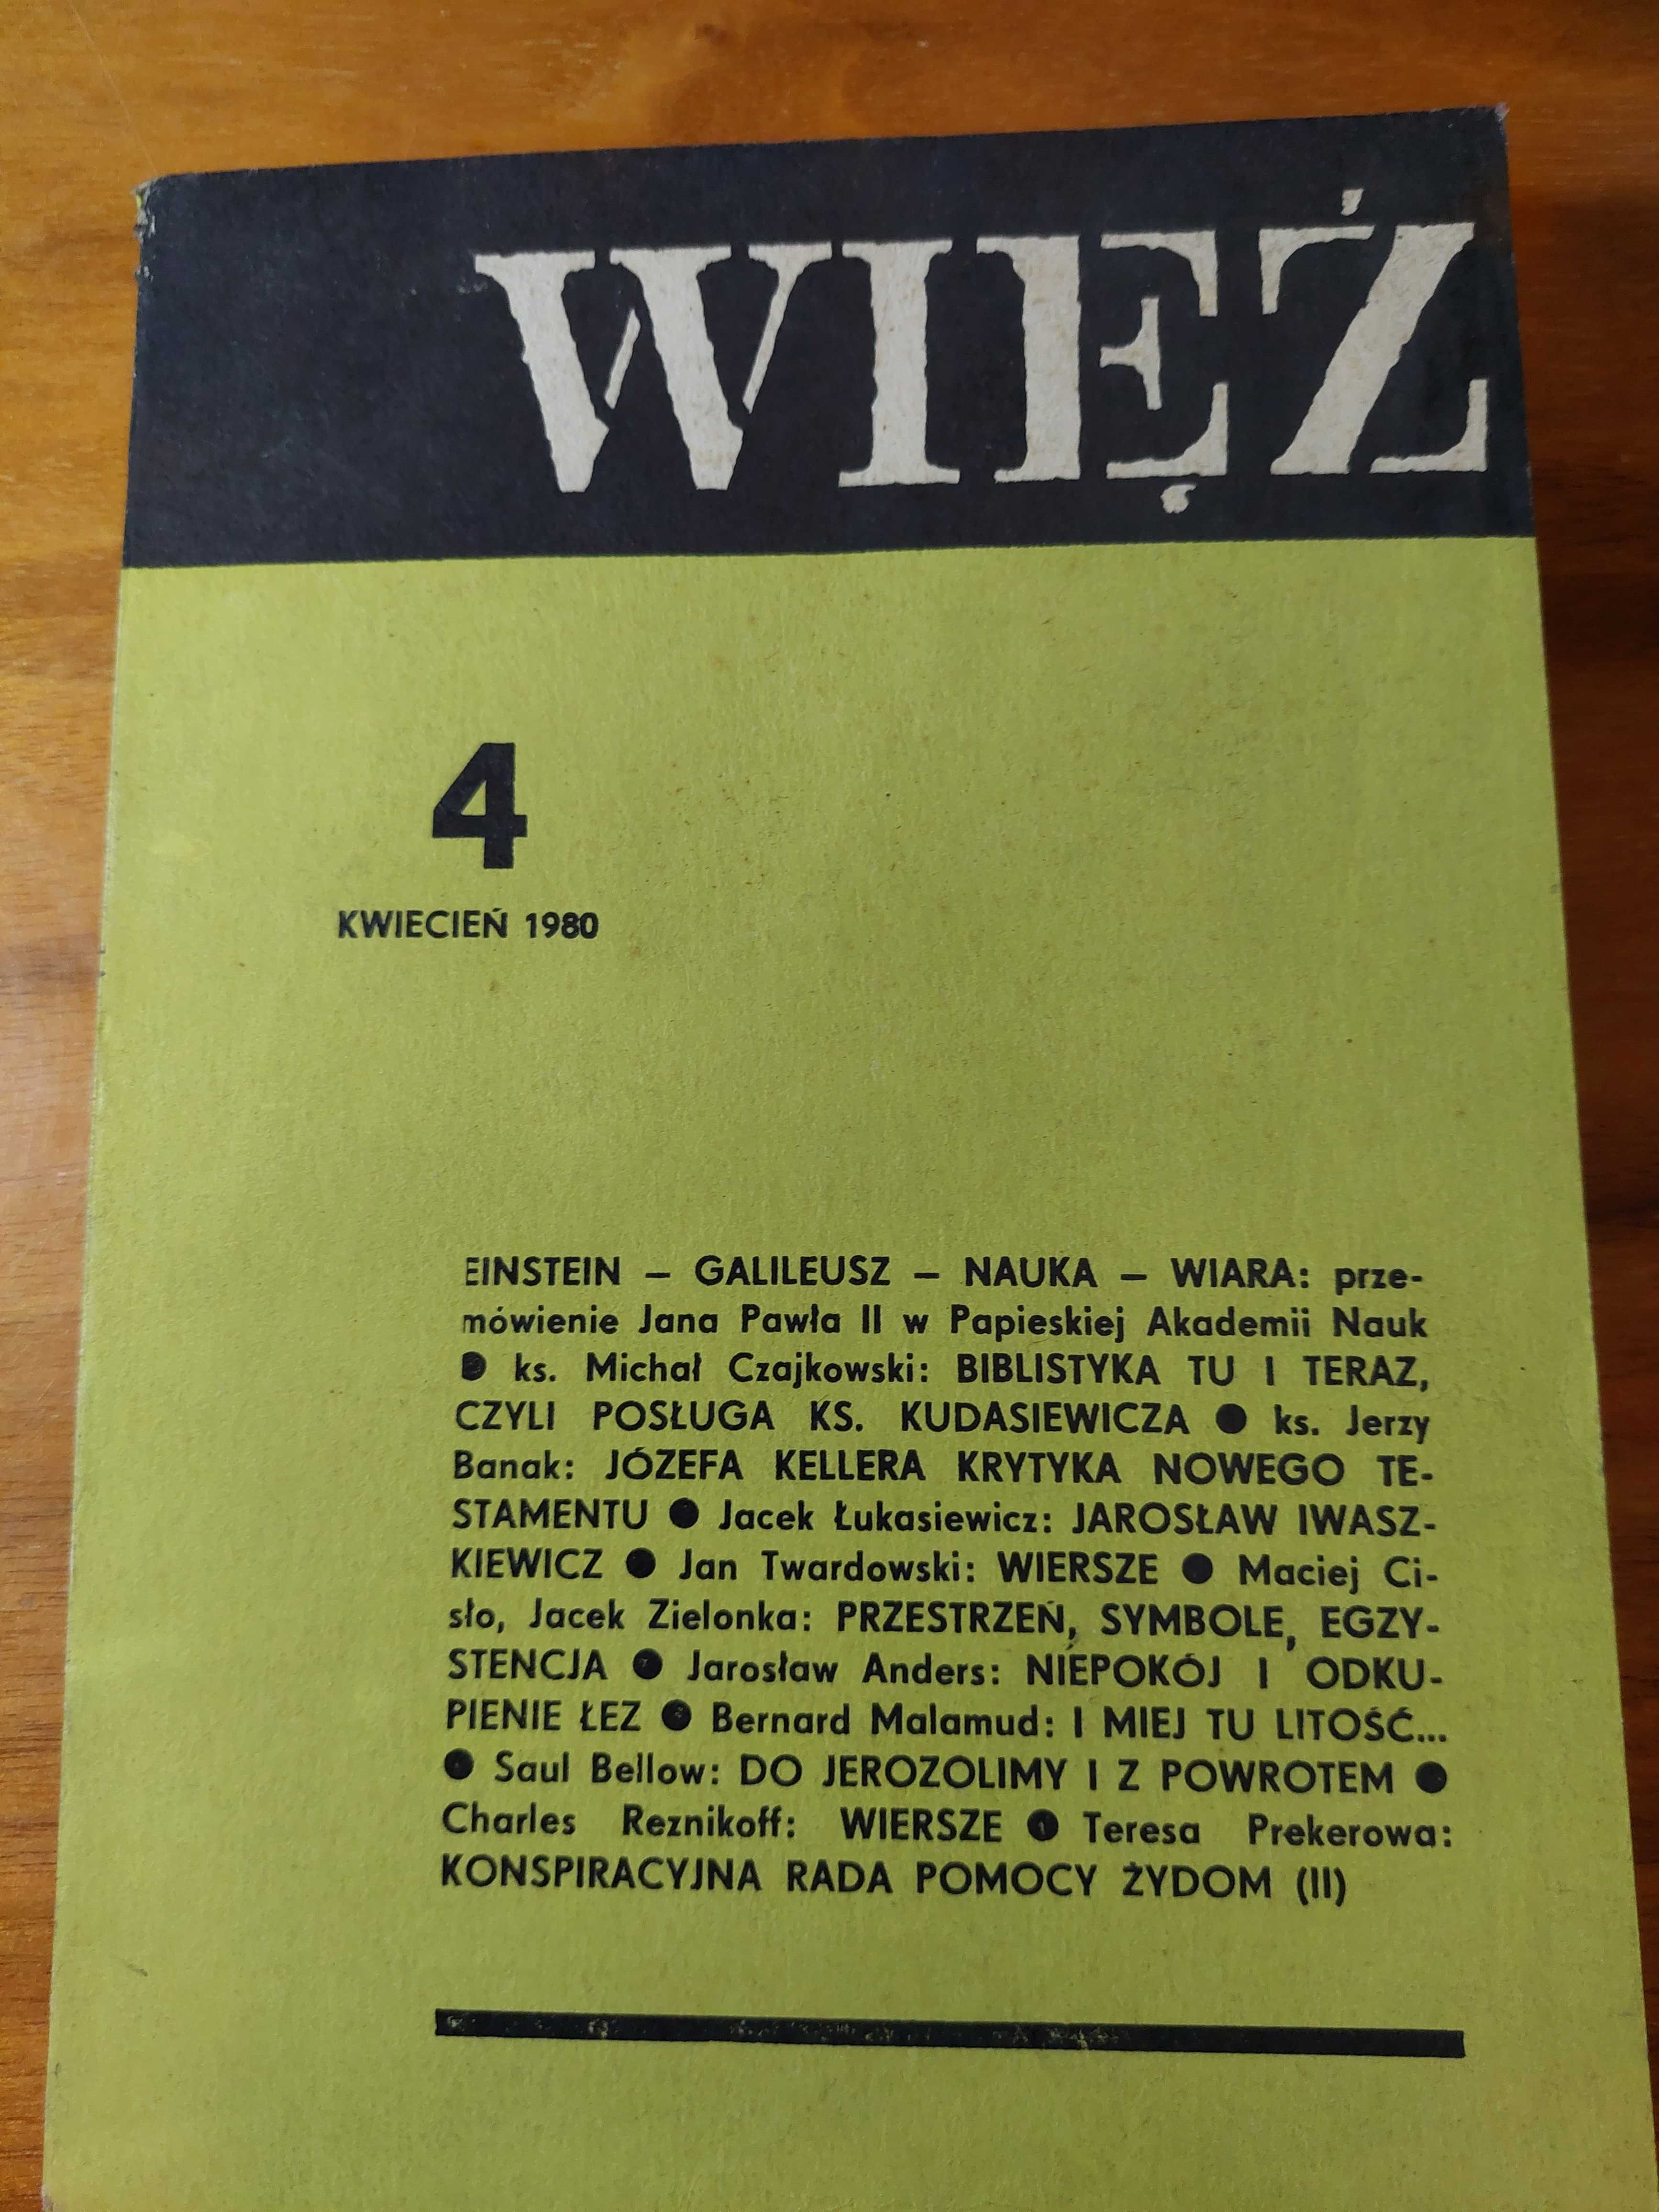 WIĘŹ
4
KWIECIEŃ 1980
EINSTEIN – GALILEUSZ – NAUKA – WIARA: prze-
mówienie Jana Pawła II w Papieskiej Akademii Nauk
● ks. Michał Czajkowski: BIBLISTYKA TU I TERAZ,
CZYLI POSŁUGA KS. KUDASIEWICZA ● ks. Jerzy
Banak: JÓZEFA KELLERA KRYTYKA NOWEGO TE-
STAMENTU ● Jacek Łukasiewicz: JAROSŁAW IWASZ-
KIEWICZ ● Jan Twardowski: WIERSZE ● Maciej Ci-
sło, Jacek Zielonka: PRZESTRZEŃ, SYMBOLE, EGZY-
STENCJA ● Jarosław Anders: NIEPOKÓJ I ODKU-
PIENIE ŁEZ ● Bernard Malamud: I MIEJ TU LITOŚĆ...
● Saul Bellow: DO JEROZOLIMY I Z POWROTEM ●
Charles Reznikoff: WIERSZE ● Teresa Prekerowa:
KONSPIRACYJNA RADA POMOCY ŻYDOM (II)